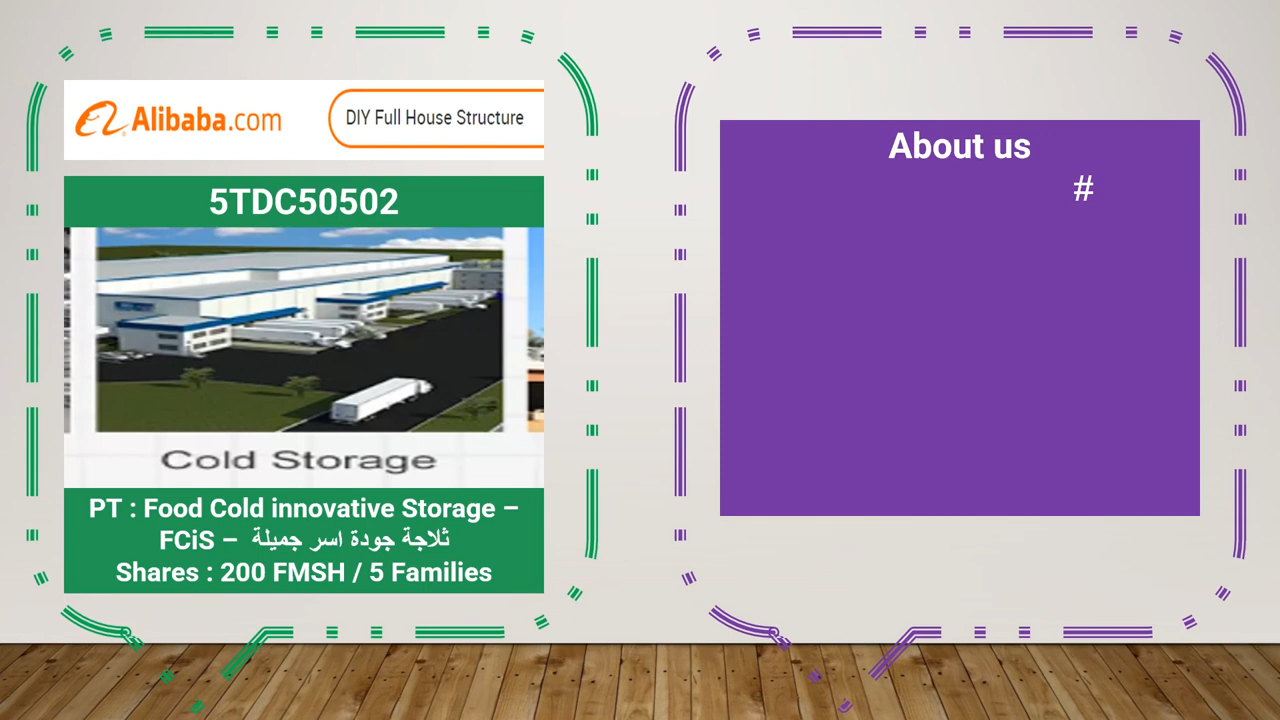 Alibaba.com
DIY Full House Structure
5TDC50502
Cold Storage
PT : Food Cold innovative Storage –
FCiS – ثلاجة جودة اسر جميلة
Shares : 200 FMSH / 5 Families
About us
#